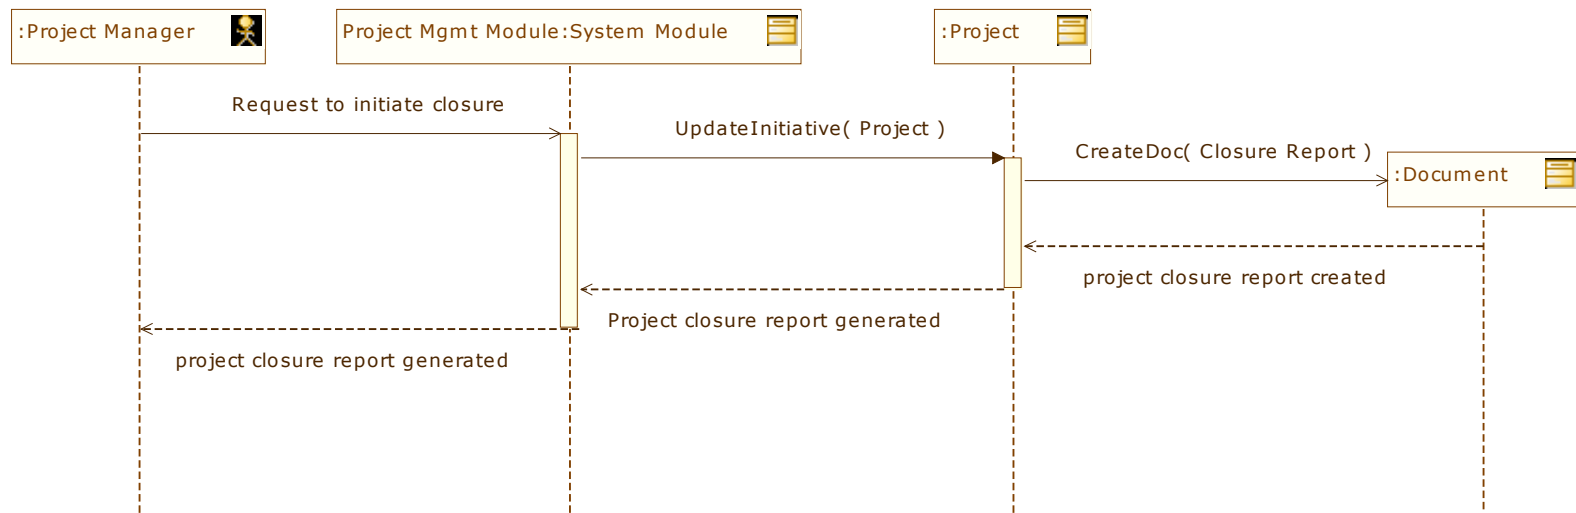 :Project Manager
Project Mgmt Module:System Module
:Project
Request to initiate closure
UpdateInitiative( Project )
CreateDoc( Closure Report )
:Document
project closure report created
Project closure report generated
project closure report generated